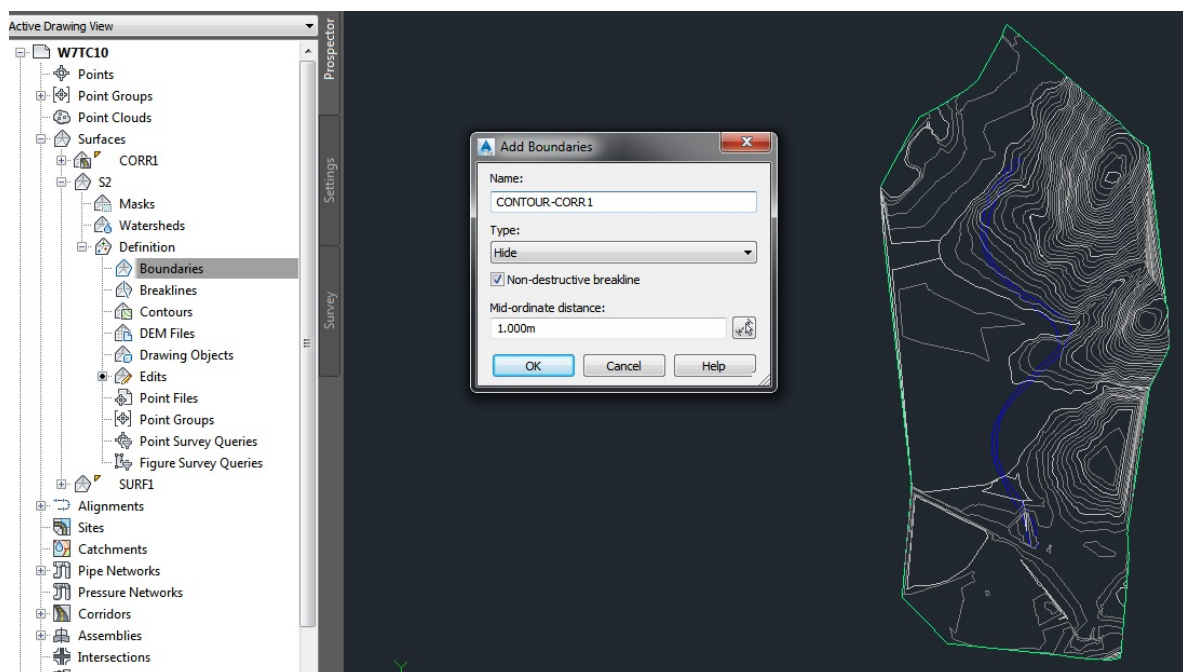 Active Drawing View
W7TC10
Points
Point Groups
Point Clouds
Surfaces
CORR1
S2
Masks
Watersheds
Definition
Boundaries
Breaklines
Contours
DEM Files
Drawing Objects
Edits
Point Files
Point Groups
Point Survey Queries
Figure Survey Queries
SURF1
Alignments
Sites
Catchments
Pipe Networks
Pressure Networks
Corridors
Assemblies
Intersections
Prospector
Settings
Survey
Add Boundaries
Name:
CONTOUR-CORR1
Type:
Hide
Non-destructive breakline
Mid-ordinate distance:
1.000m
OK Cancel Help
Y